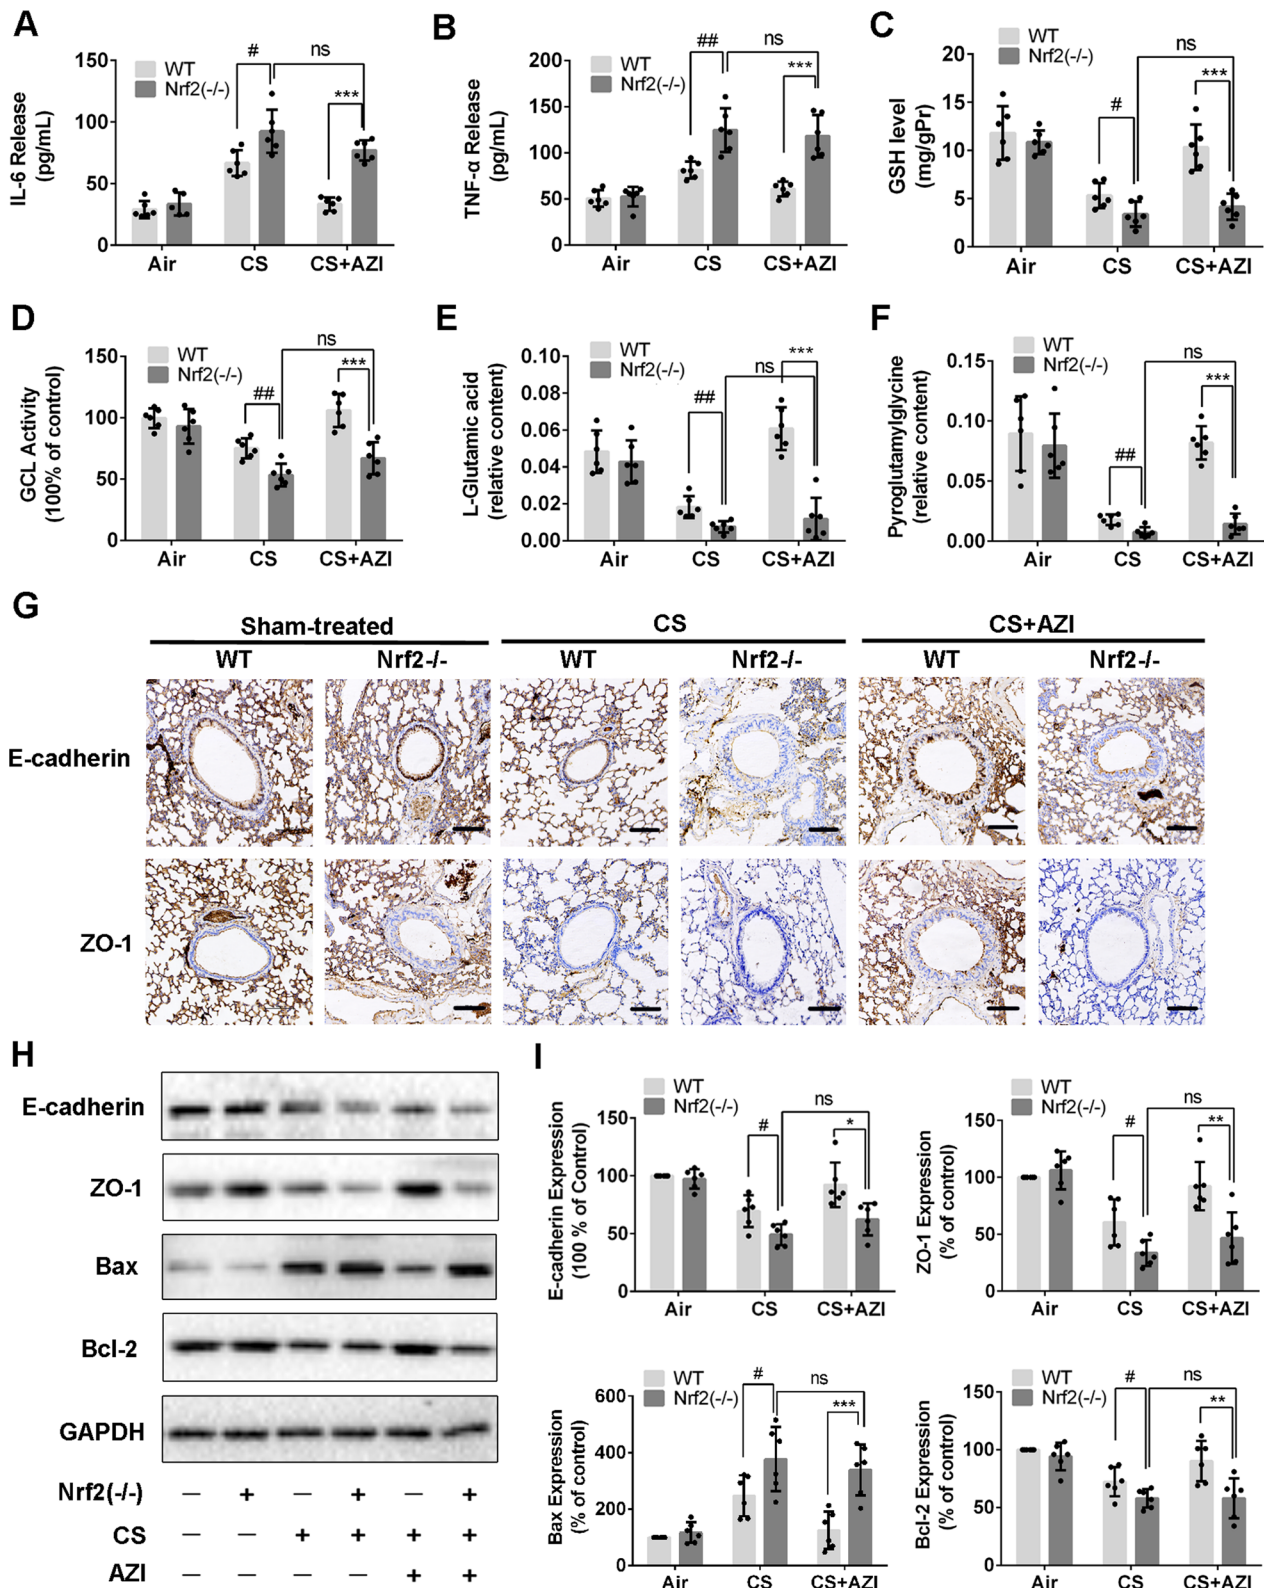 A
IL-6 Release
(pg/mL)
150
100
50
0
WT
Nrf2(-/-)
#
ns
***
Air
CS
CS+AZI
B
TNF-α Release
(pg/mL)
200
150
100
50
0
WT
Nrf2(-/-)
##
ns
***
Air
CS
CS+AZI
C
GSH level
(mg/gPr)
20
15
10
5
0
WT
Nrf2(-/-)
#
ns
***
Air
CS
CS+AZI
D
GCL Activity
(100% of control)
150
100
50
0
WT
Nrf2(-/-)
##
ns
***
Air
CS
CS+AZI
E
L-Glutamic acid
(relative content)
0.10
0.08
0.06
0.04
0.02
0.00
WT
Nrf2(-/-)
##
ns
***
Air
CS
CS+AZI
F
Pyroglutamylglycine
(relative content)
0.15
0.10
0.05
0.00
WT
Nrf2(-/-)
##
ns
***
Air
CS
CS+AZI
G
Sham-treated CS CS+AZI
WT Nrf2-/- WT Nrf2-/- WT Nrf2-/-
E-cadherin
ZO-1
H
E-cadherin
ZO-1
Bax
Bcl-2
GAPDH
Nrf2(-/-) — + — + — +
CS — — + + + +
AZI — — — — + +
I
E-cadherin Expression
(100 % of Control)
150
100
50
0
WT
Nrf2(-/-)
#
ns
*
Air
CS
CS+AZI
ZO-1 Expression
(% of control)
150
100
50
0
WT
Nrf2(-/-)
#
ns
**
Air
CS
CS+AZI
Bax Expression
(% of control)
600
400
200
0
WT
Nrf2(-/-)
#
ns
***
Air
CS
CS+AZI
Bcl-2 Expression
(% of control)
150
100
50
0
WT
Nrf2(-/-)
#
ns
**
Air
CS
CS+AZI